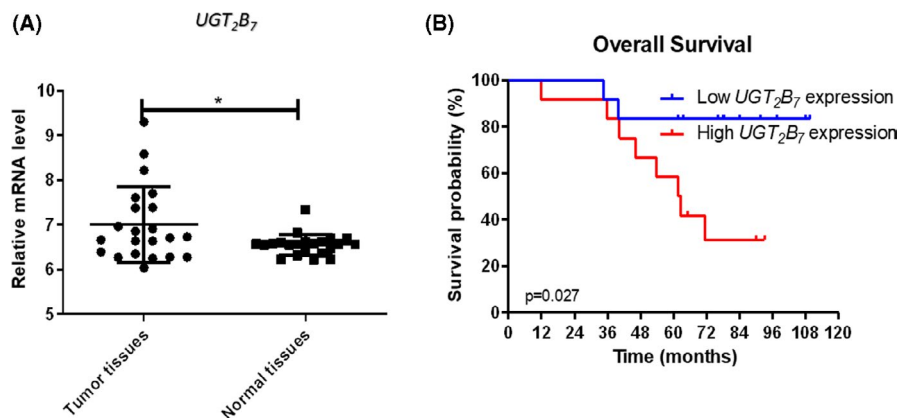 (A)
UGT₂B₇
Relative mRNA level
10
9
8
7
6
5
*
Tumor tissues
Normal tissues
(B)
Overall Survival
Survival probability (%)
100
80
60
40
20
0
Low UGT₂B₇ expression
High UGT₂B₇ expression
p=0.027
0 12 24 36 48 60 72 84 96 108 120
Time (months)